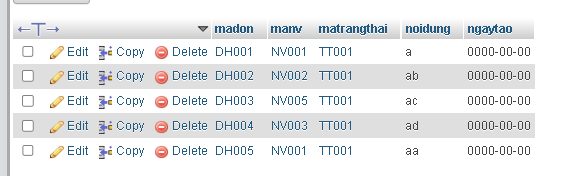 ←T→ madon manv matrangthai noidung ngaytao
Edit Copy Delete DH001 NV001 TT001 a 0000-00-00
Edit Copy Delete DH002 NV002 TT001 ab 0000-00-00
Edit Copy Delete DH003 NV005 TT001 ac 0000-00-00
Edit Copy Delete DH004 NV003 TT001 ad 0000-00-00
Edit Copy Delete DH005 NV001 TT001 aa 0000-00-00